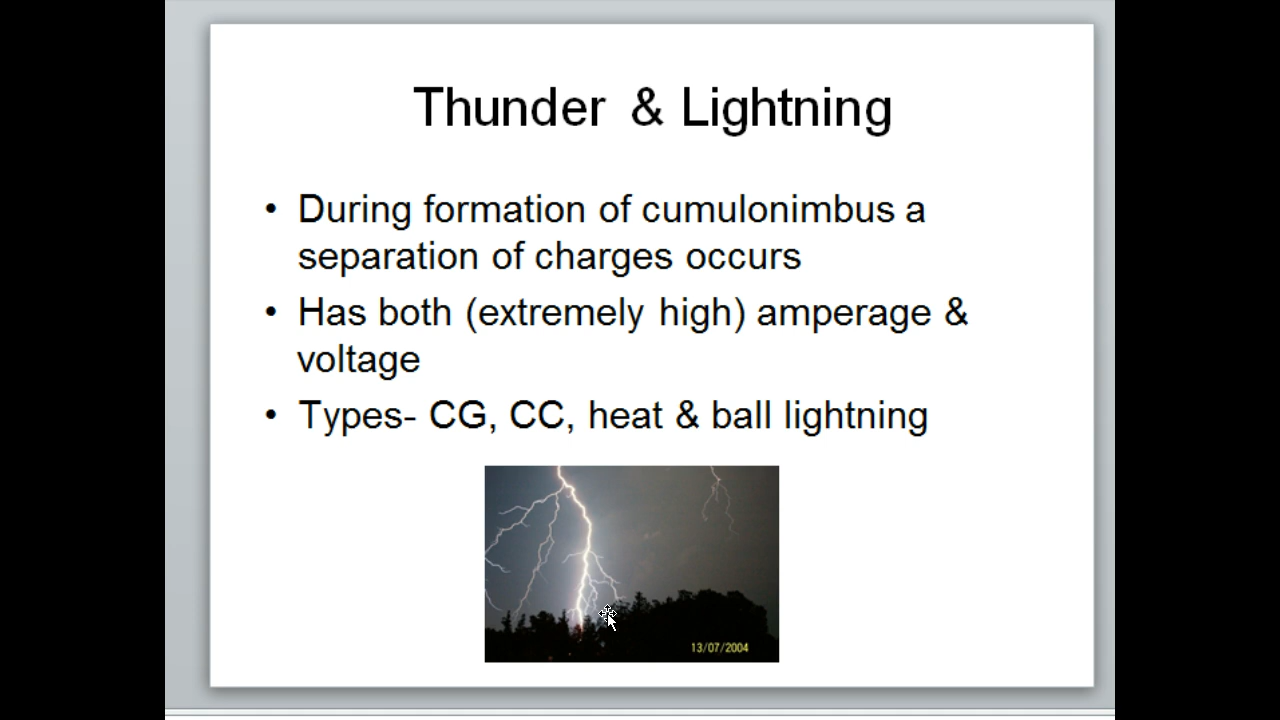 Thunder & Lightning
• During formation of cumulonimbus a
separation of charges occurs
• Has both (extremely high) amperage &
voltage
• Types- CG, CC, heat & ball lightning
13/07/2004